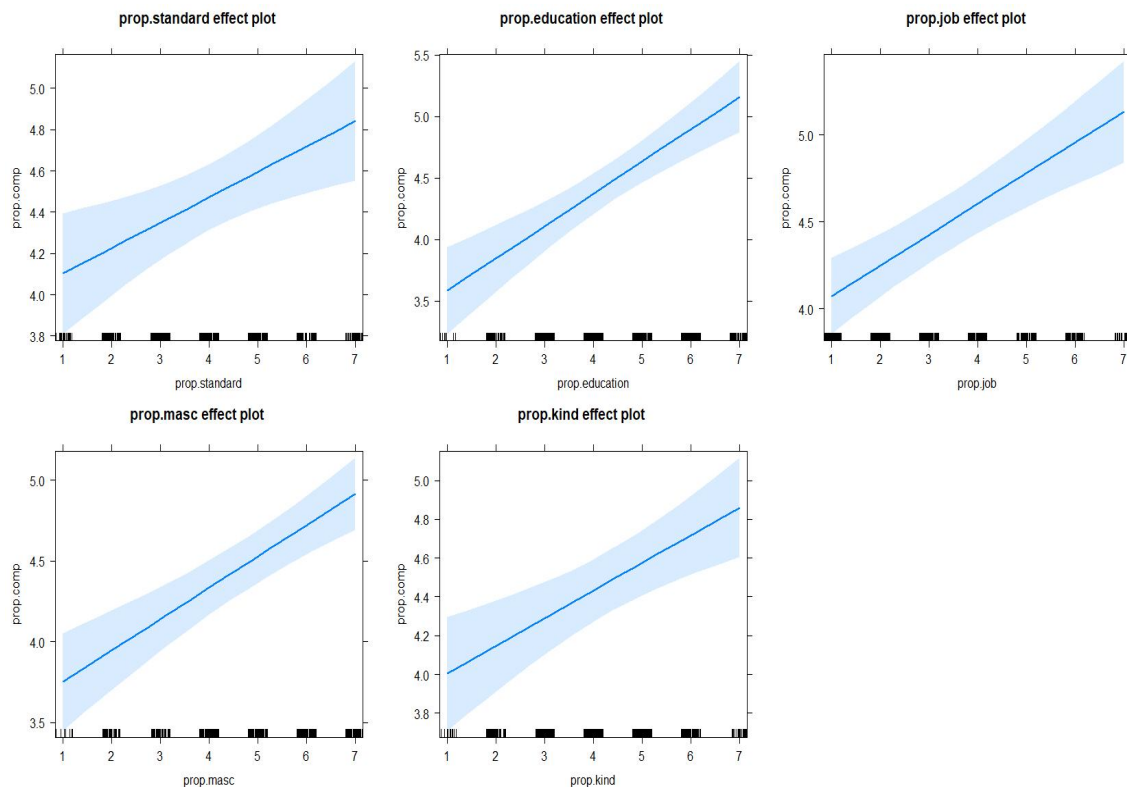 prop.standard effect plot
prop.comp
5.0
4.8
4.6
4.4
4.2
4.0
3.8
1 2 3 4 5 6 7
prop.standard
prop.education effect plot
prop.comp
5.5
5.0
4.5
4.0
3.5
1 2 3 4 5 6 7
prop.education
prop.job effect plot
prop.comp
5.0
4.5
4.0
1 2 3 4 5 6 7
prop.job
prop.masc effect plot
prop.comp
5.0
4.5
4.0
3.5
1 2 3 4 5 6 7
prop.masc
prop.kind effect plot
prop.comp
5.0
4.8
4.6
4.4
4.2
4.0
3.8
1 2 3 4 5 6 7
prop.kind